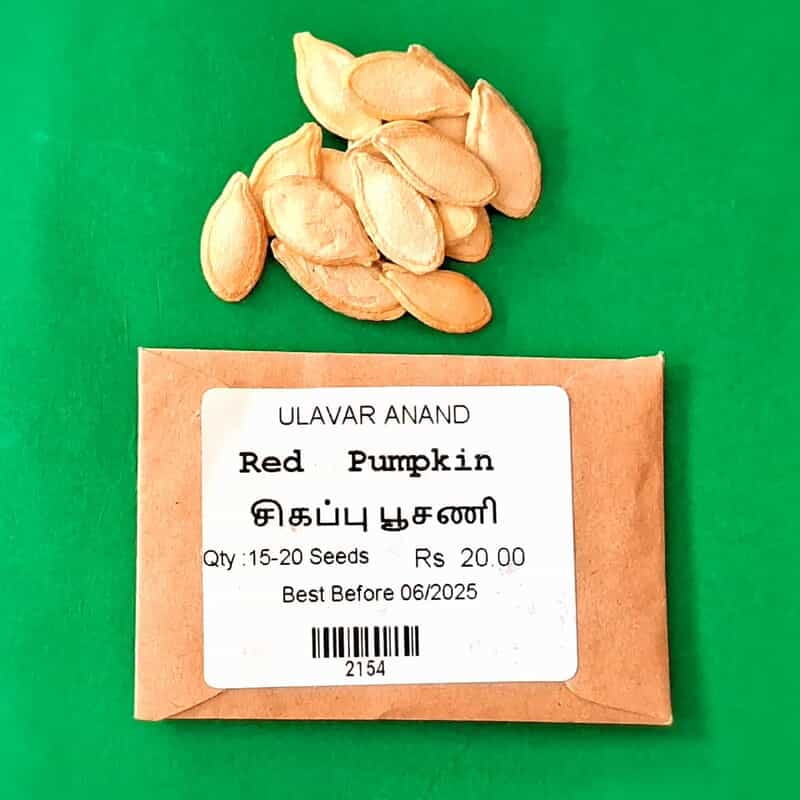 ULAVAR ANAND
Red Pumpkin
சிகப்பு பூசணி
Qty :15-20 Seeds Rs 20.00
Best Before 06/2025
2154